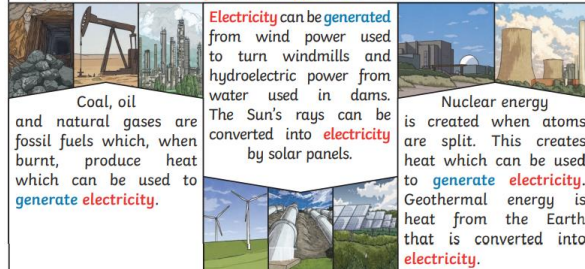 Coal, oil
and natural gases are
fossil fuels which, when
burnt, produce heat
which can be used to
generate electricity.
Electricity can be generated
from wind power used
to turn windmills and
hydroelectric power from
water used in dams.
The Sun's rays can be
converted into electricity
by solar panels.
Nuclear energy
is created when atoms
are split. This creates
heat which can be used
to generate electricity.
Geothermal energy is
heat from the Earth
that is converted into
electricity.